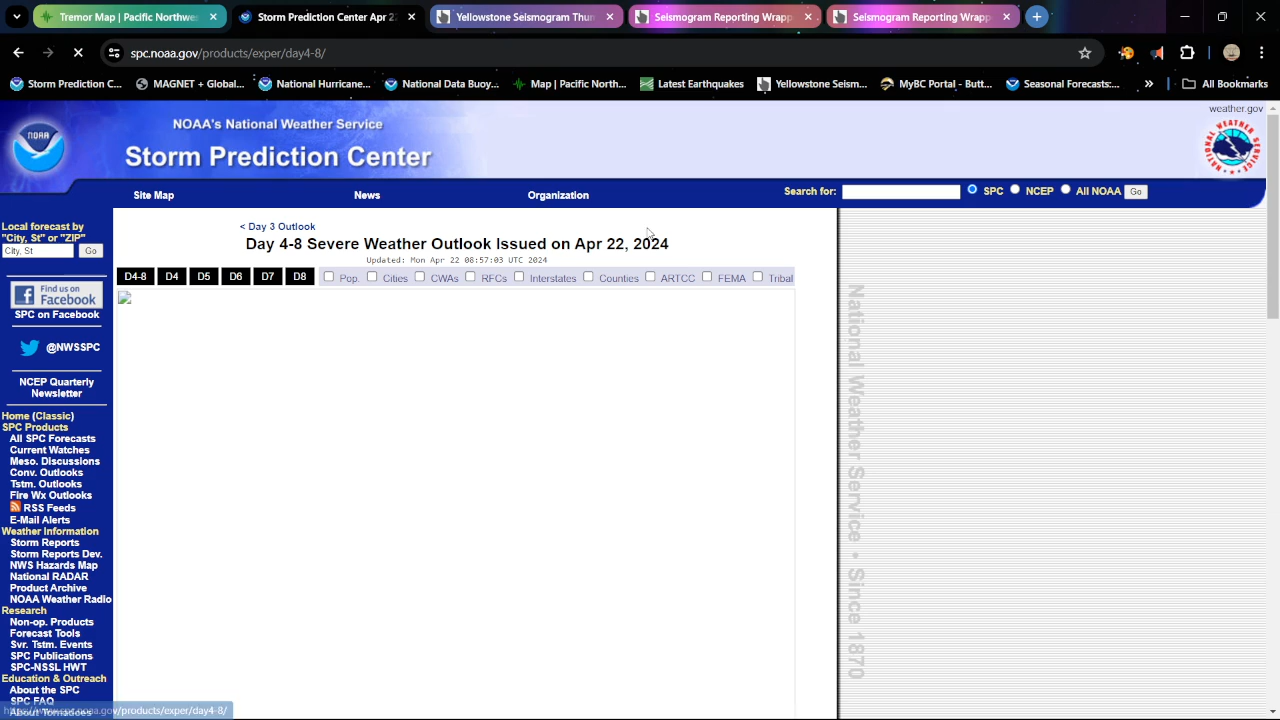 Tremor Map | Pacific Northwes
Storm Prediction Center Apr 22
Yellowstone Seismogram Thum
Seismogram Reporting Wrapp
Seismogram Reporting Wrapp
spc.noaa.gov/products/exper/day4-8/
Storm Prediction C...
MAGNET + Global...
National Hurricane...
National Data Buoy...
Map | Pacific North...
Latest Earthquakes
Yellowstone Seism...
MyBC Portal - Butt...
Seasonal Forecasts:...
»
All Bookmarks
weather.gov
NOAA
NOAA's National Weather Service
Storm Prediction Center
NATIONAL WEATHER SERVICE
Site Map
News
Organization
Search for:
SPC
NCEP
All NOAA
Go
Local forecast by
"City, St" or "ZIP"
City, St
Go
Find us on
Facebook
SPC on Facebook
@NWSSPC
NCEP Quarterly
Newsletter
Home (Classic)
SPC Products
All SPC Forecasts
Current Watches
Meso. Discussions
Conv. Outlooks
Tstm. Outlooks
Fire Wx Outlooks
RSS Feeds
E-Mail Alerts
Weather Information
Storm Reports
Storm Reports Dev.
NWS Hazards Map
National RADAR
Product Archive
NOAA Weather Radio
Research
Non-op. Products
Forecast Tools
Svr. Tstm. Events
SPC Publications
SPC-NSSL HWT
Education & Outreach
About the SPC
SPC FAQ
About Tornadoes
< Day 3 Outlook
Day 4-8 Severe Weather Outlook Issued on Apr 22, 2024
Updated: Mon Apr 22 08:57:03 UTC 2024
D4-8
D4
D5
D6
D7
D8
Pop.
Cities
CWAs
RFCs
Interstates
Counties
ARTCC
FEMA
Tribal
National Weather Service • Since 1870